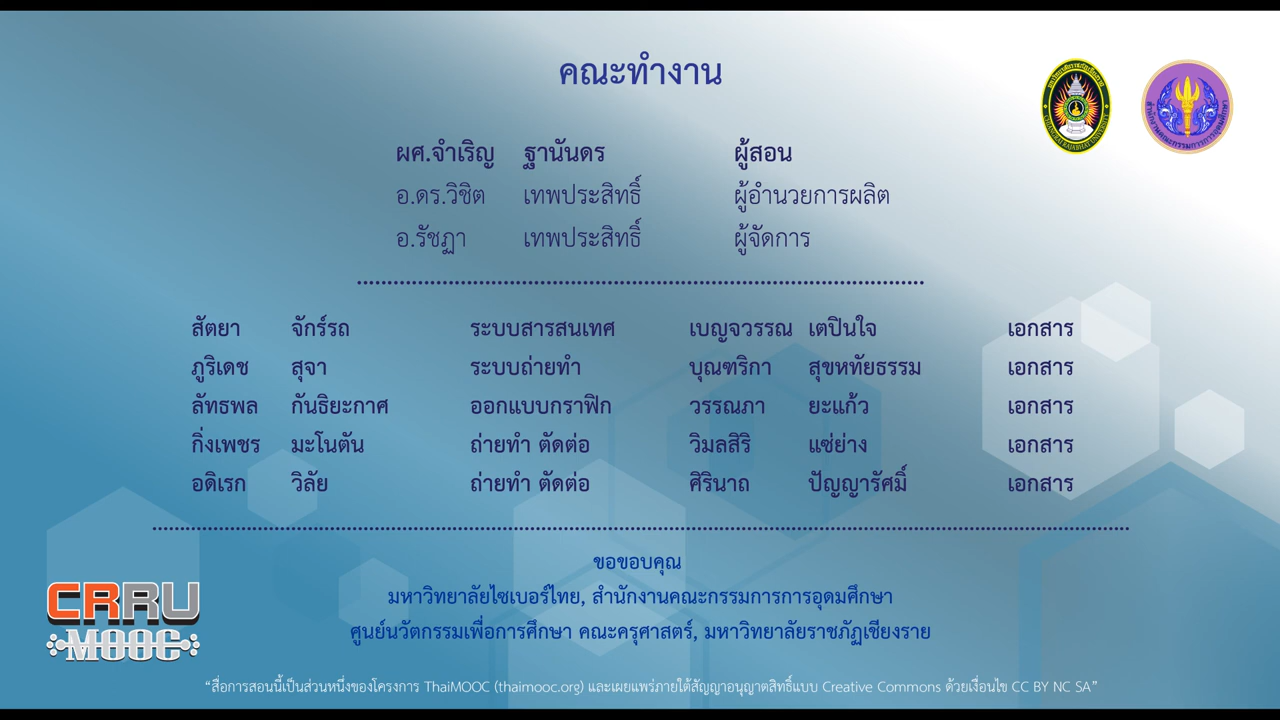 คณะทำงาน
ผศ.จำเริญ ฐานันดร ผู้สอน
อ.ดร.วิชิต เทพประสิทธิ์ ผู้อำนวยการผลิต
อ.รัชฎา เทพประสิทธิ์ ผู้จัดการ
สัตยา จักร์รถ ระบบสารสนเทศ เบญจวรรณ เตปินใจ เอกสาร
ภูริเดช สุจา ระบบถ่ายทำ บุณฑริกา สุขหทัยธรรม เอกสาร
ลัทธพล กันธิยะกาศ ออกแบบกราฟิก วรรณภา ยะแก้ว เอกสาร
กิ่งเพชร มะโนตัน ถ่ายทำ ตัดต่อ วิมลสิริ แซ่ย่าง เอกสาร
อดิเรก วิลัย ถ่ายทำ ตัดต่อ ศิรินาถ ปัญญารัศมิ์ เอกสาร
ขอขอบคุณ
มหาวิทยาลัยไซเบอร์ไทย, สำนักงานคณะกรรมการการอุดมศึกษา
ศูนย์นวัตกรรมเพื่อการศึกษา คณะครุศาสตร์, มหาวิทยาลัยราชภัฏเชียงราย
CRRU
MOOC
“สื่อการสอนนี้เป็นส่วนหนึ่งของโครงการ ThaiMOOC (thaimooc.org) และเผยแพร่ภายใต้สัญญาอนุญาตสิทธิ์แบบ Creative Commons ด้วยเงื่อนไข CC BY NC SA”